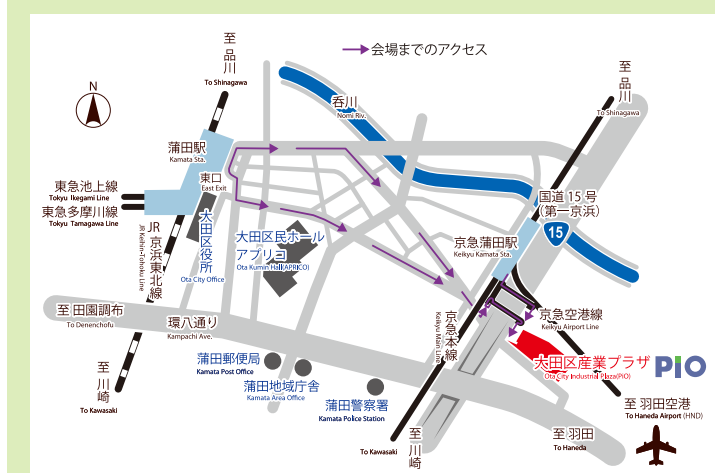 会場までのアクセス
至 品川
To Shinagawa
至 品川
To Shinagawa
N
呑川
Nomi Riv.
蒲田駅
Kamata Sta.
東口
East Exit
東急池上線
Tokyu Ikegami Line
東急多摩川線
Tokyu Tamagawa Line
国道 15 号
(第一京浜)
15
大田区役所
Ota City Office
大田区民ホール
アプリコ
Ota Kumin Hall(APRICO)
京急蒲田駅
Keikyu Kamata Sta.
JR 京浜東北線
JR Keihin-Tohoku Line
至 田園調布
To Denenchofu
環八通り
Kampachi Ave.
京急本線
Keikyu Main Line
京急空港線
Keikyu Airport Line
大田区産業プラザ PiO
Ota City Industrial Plaza(PiO)
蒲田郵便局
Kamata Post Office
蒲田地域庁舎
Kamata Area Office
蒲田警察署
Kamata Police Station
至 川崎
To Kawasaki
至 川崎
To Kawasaki
至 羽田
To Haneda
至 羽田空港
To Haneda Airport (HND)